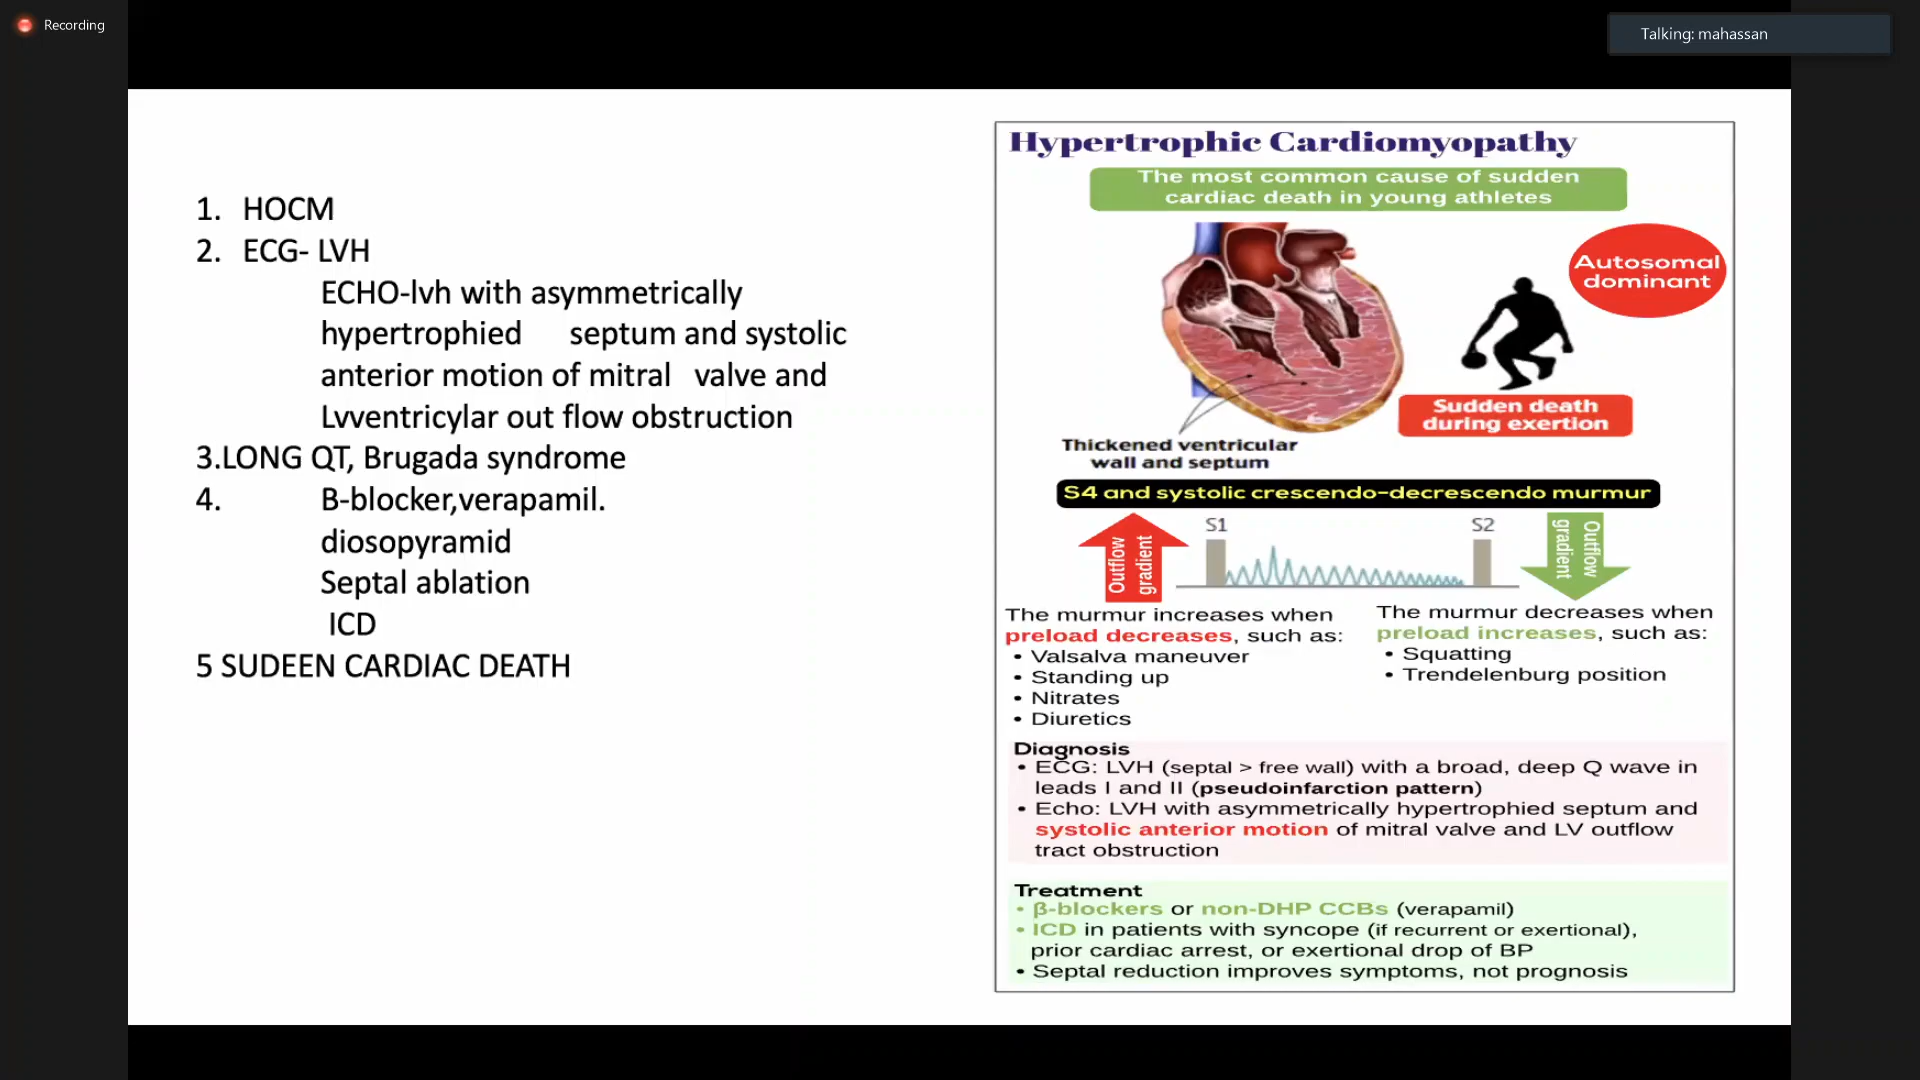 Recording
Talking: mahassan
1. HOCM
2. ECG- LVH
ECHO-lvh with asymmetrically
hypertrophied septum and systolic
anterior motion of mitral valve and
Lvventricylar out flow obstruction
3.LONG QT, Brugada syndrome
4. B-blocker,verapamil.
diosopyramid
Septal ablation
ICD
5 SUDEEN CARDIAC DEATH
Hypertrophic Cardiomyopathy
The most common cause of sudden
cardiac death in young athletes
Autosomal
dominant
Sudden death
during exertion
Thickened ventricular
wall and septum
S4 and systolic crescendo-decrescendo murmur
Outflow
gradient
S1
S2
Outflow
gradient
The murmur increases when
preload decreases, such as:
• Valsalva maneuver
• Standing up
• Nitrates
• Diuretics
The murmur decreases when
preload increases, such as:
• Squatting
• Trendelenburg position
Diagnosis
• ECG: LVH (septal > free wall) with a broad, deep Q wave in
leads I and II (pseudoinfarction pattern)
• Echo: LVH with asymmetrically hypertrophied septum and
systolic anterior motion of mitral valve and LV outflow
tract obstruction
Treatment
• β-blockers or non-DHP CCBs (verapamil)
• ICD in patients with syncope (if recurrent or exertional),
prior cardiac arrest, or exertional drop of BP
• Septal reduction improves symptoms, not prognosis